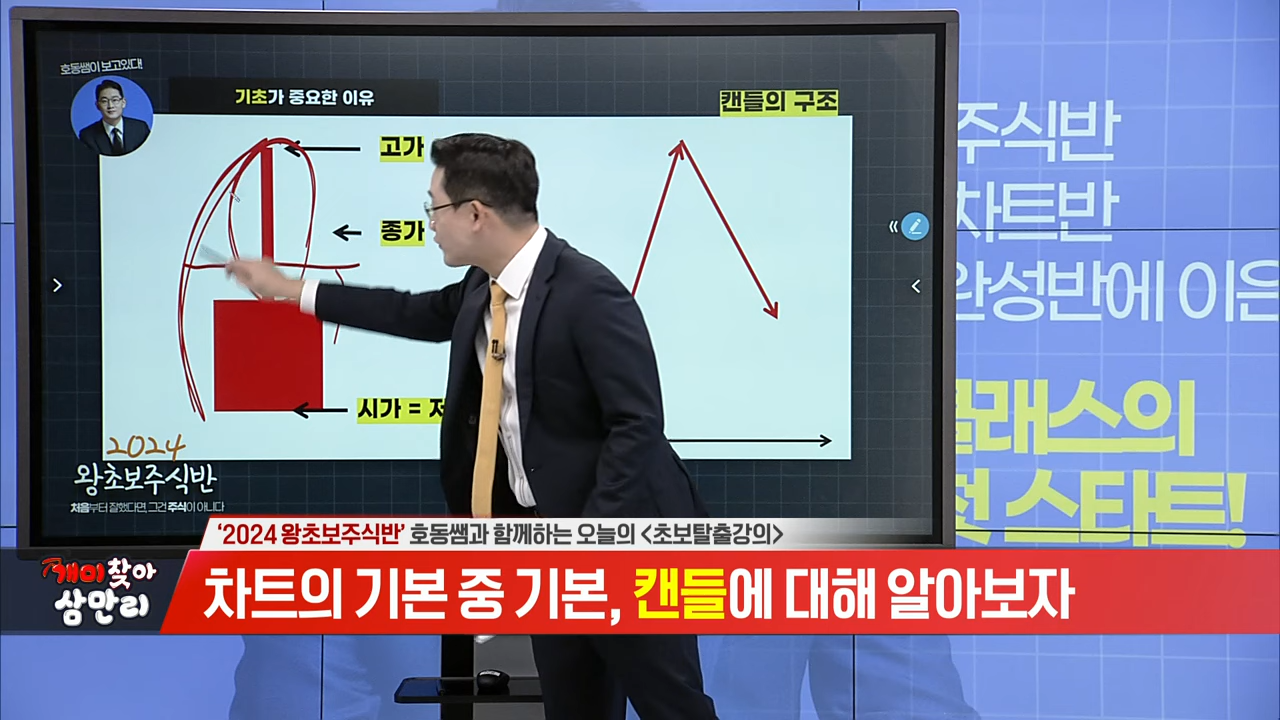 호동쌤이 보고있다!
기초가 중요한 이유
캔들의 구조
고가
종가
시가 = 저
2024
왕초보주식반
처음부터 잘했다면, 그건 주식이 아니다
주식반
차트반
완성반에 이은
클래스의
스타트!
'2024 왕초보주식반' 호동쌤과 함께하는 오늘의 <초보탈출강의>
개미찾아
삼만리
차트의 기본 중 기본, 캔들에 대해 알아보자